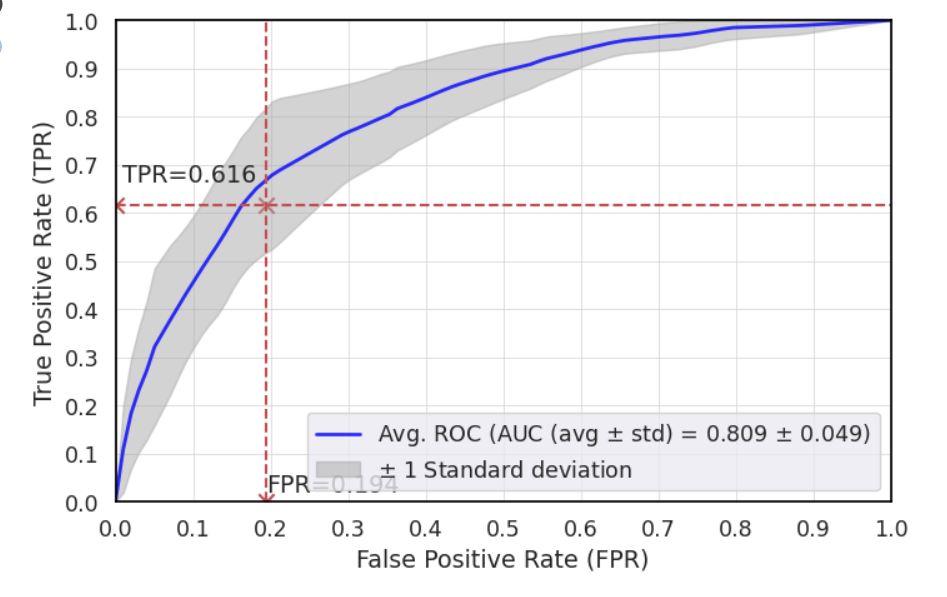 1.0
0.9
0.8
0.7
0.6
0.5
0.4
0.3
0.2
0.1
0.0
True Positive Rate (TPR)
TPR=0.616
Avg. ROC (AUC (avg ± std) = 0.809 ± 0.049)
± 1 Standard deviation
FPR=0.194
0.0 0.1 0.2 0.3 0.4 0.5 0.6 0.7 0.8 0.9 1.0
False Positive Rate (FPR)